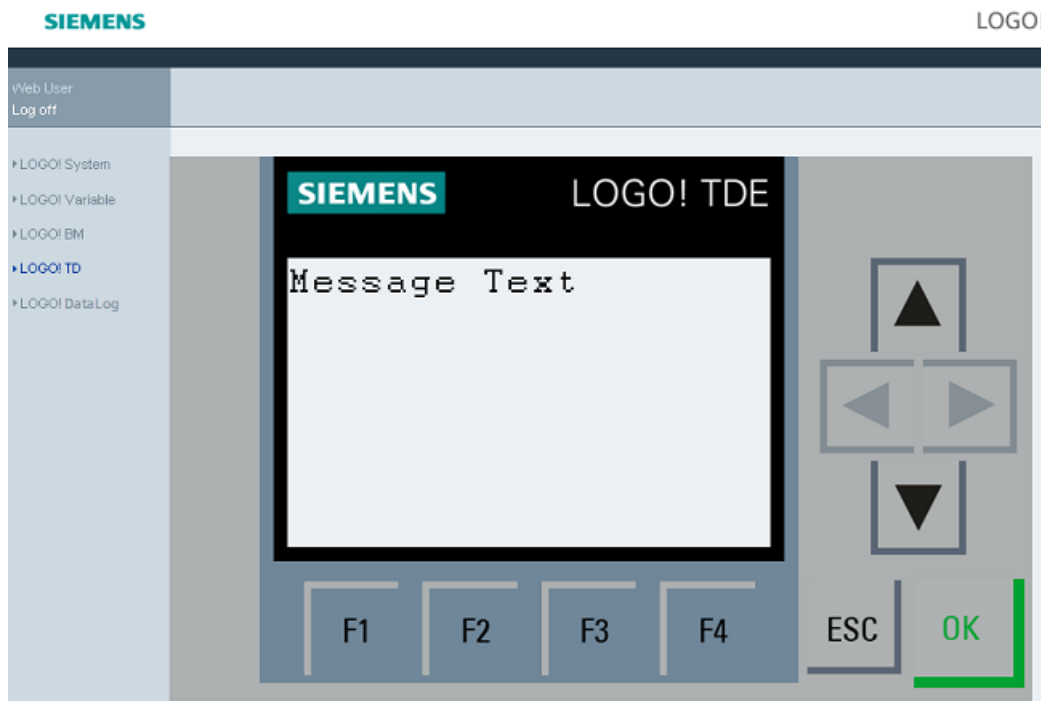 SIEMENS
LOGO!
Web User
Log off
LOGO! System
LOGO! Variable
LOGO! BM
LOGO! TD
LOGO! DataLog
SIEMENS LOGO! TDE
Message Text
F1 F2 F3 F4 ESC OK